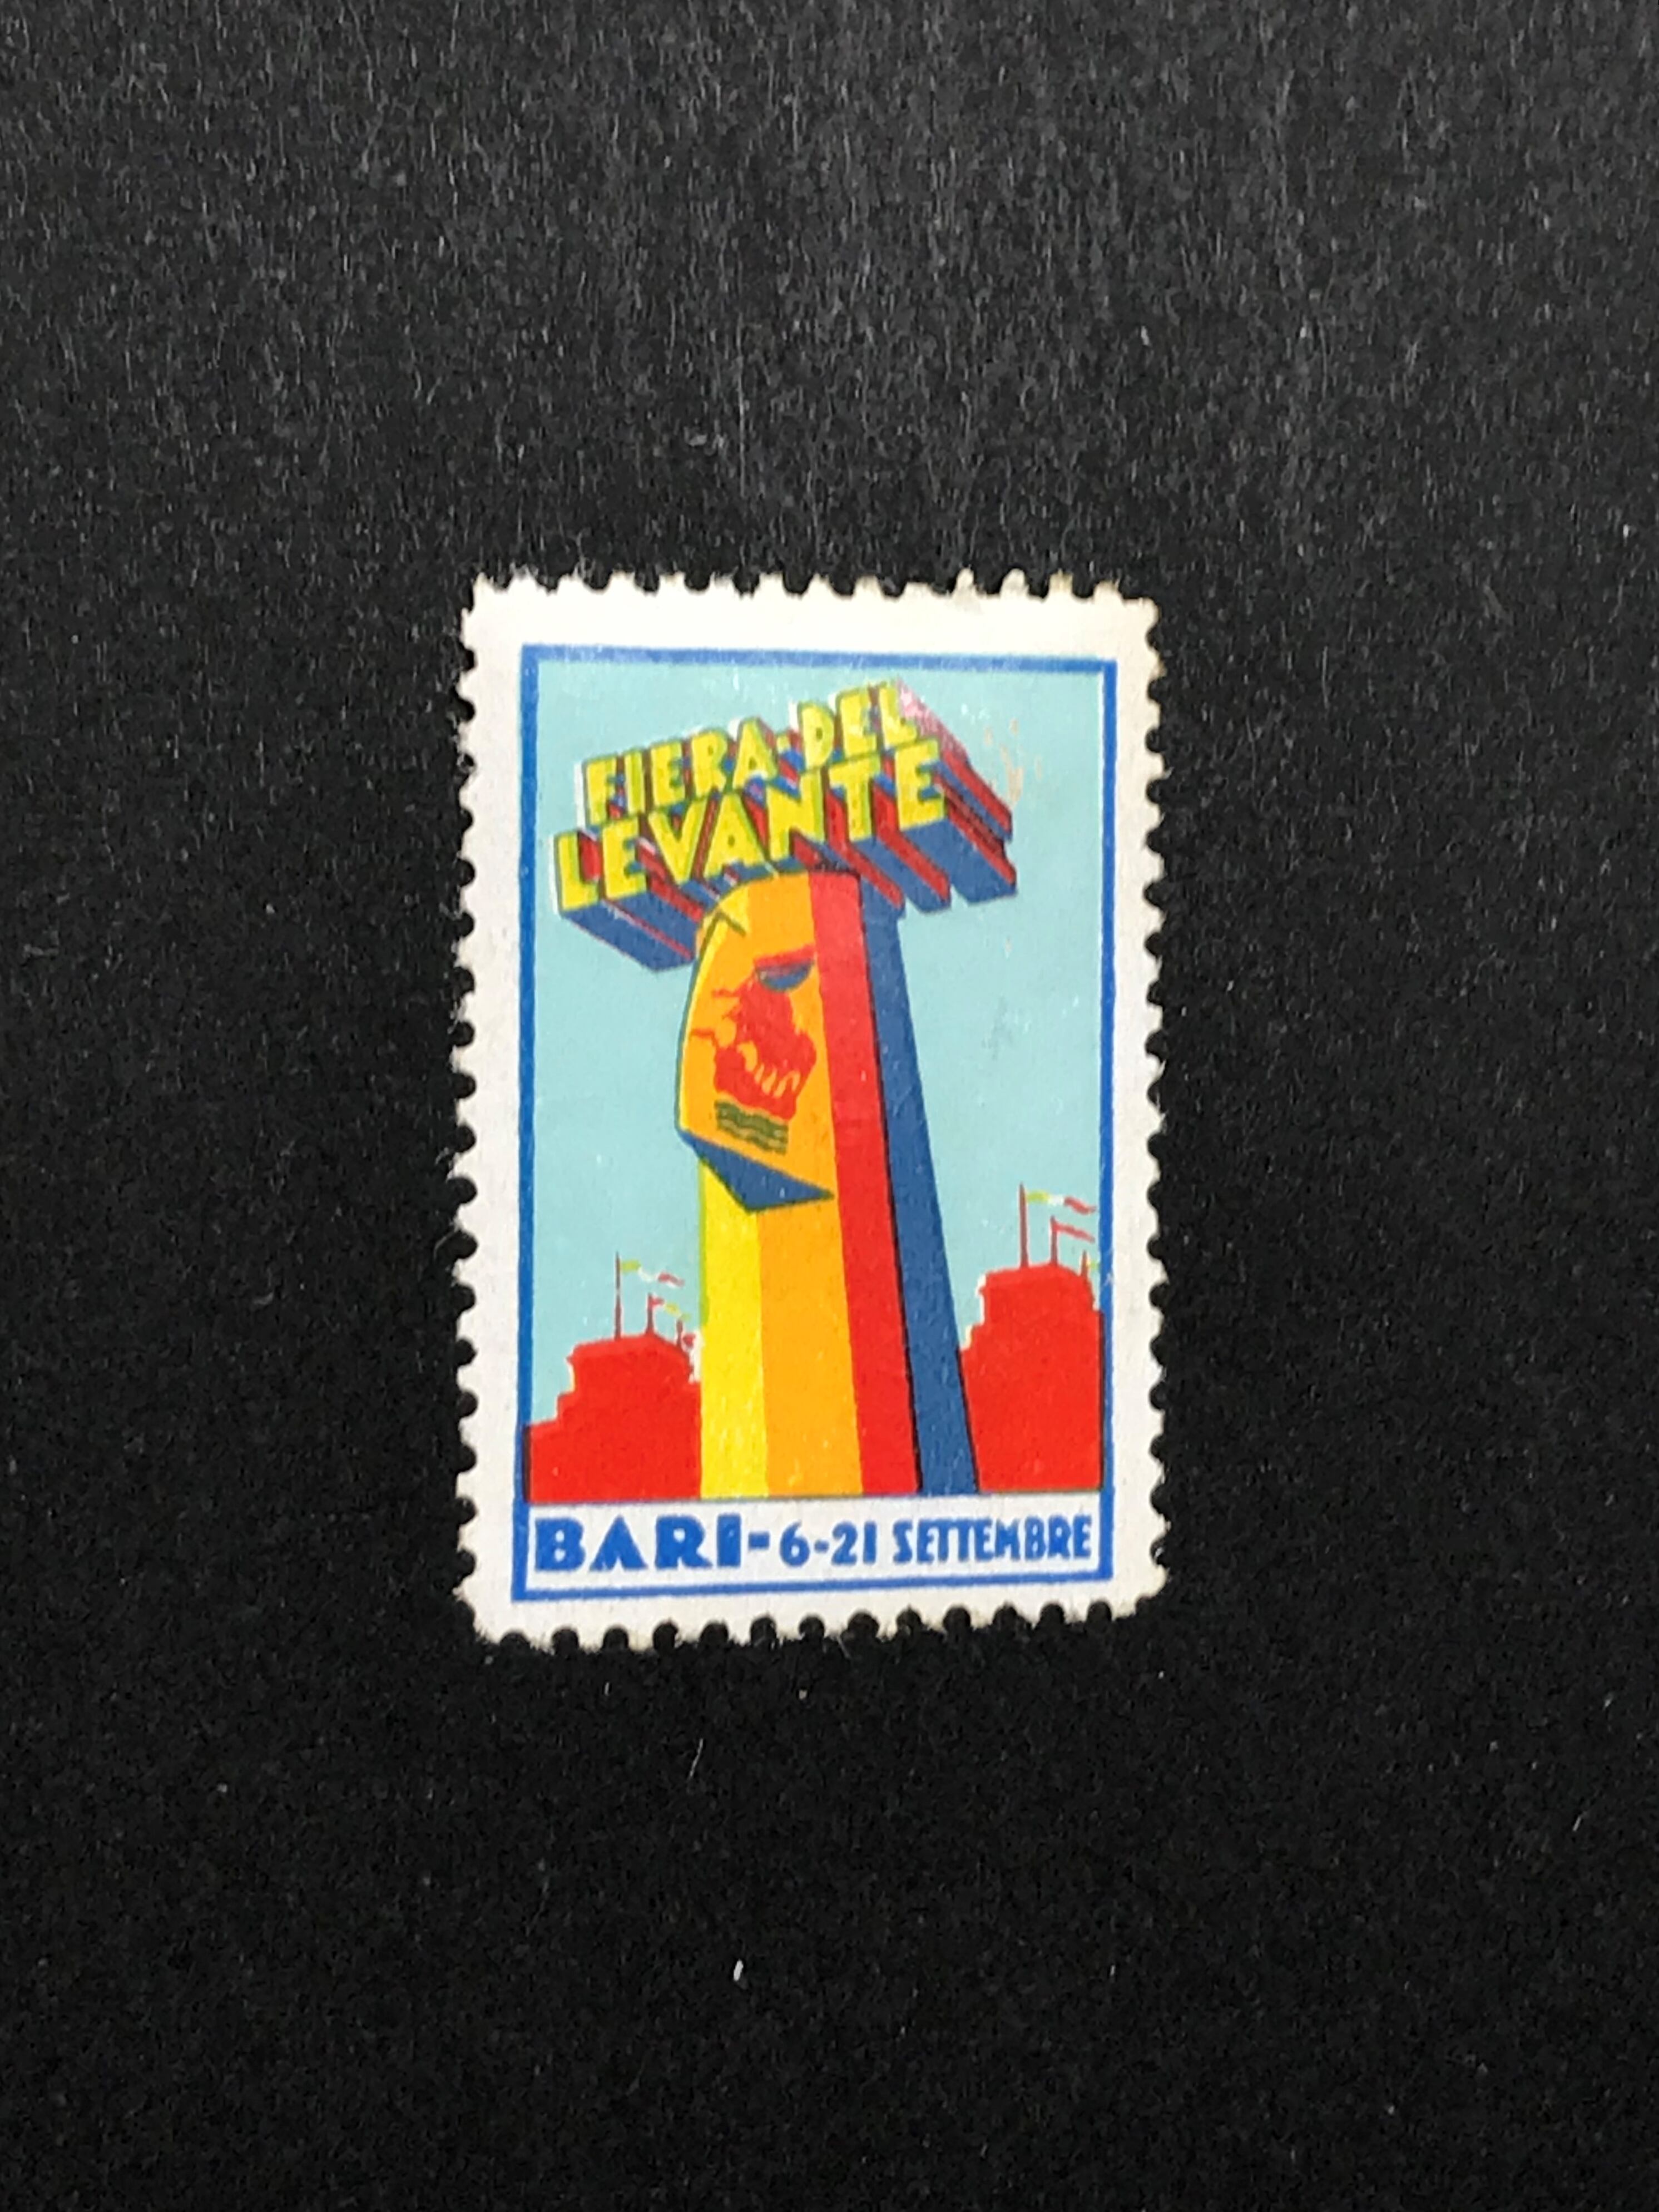 FIERA·DEL
LEVANTE
BARI-6-21 SETTEMBRE